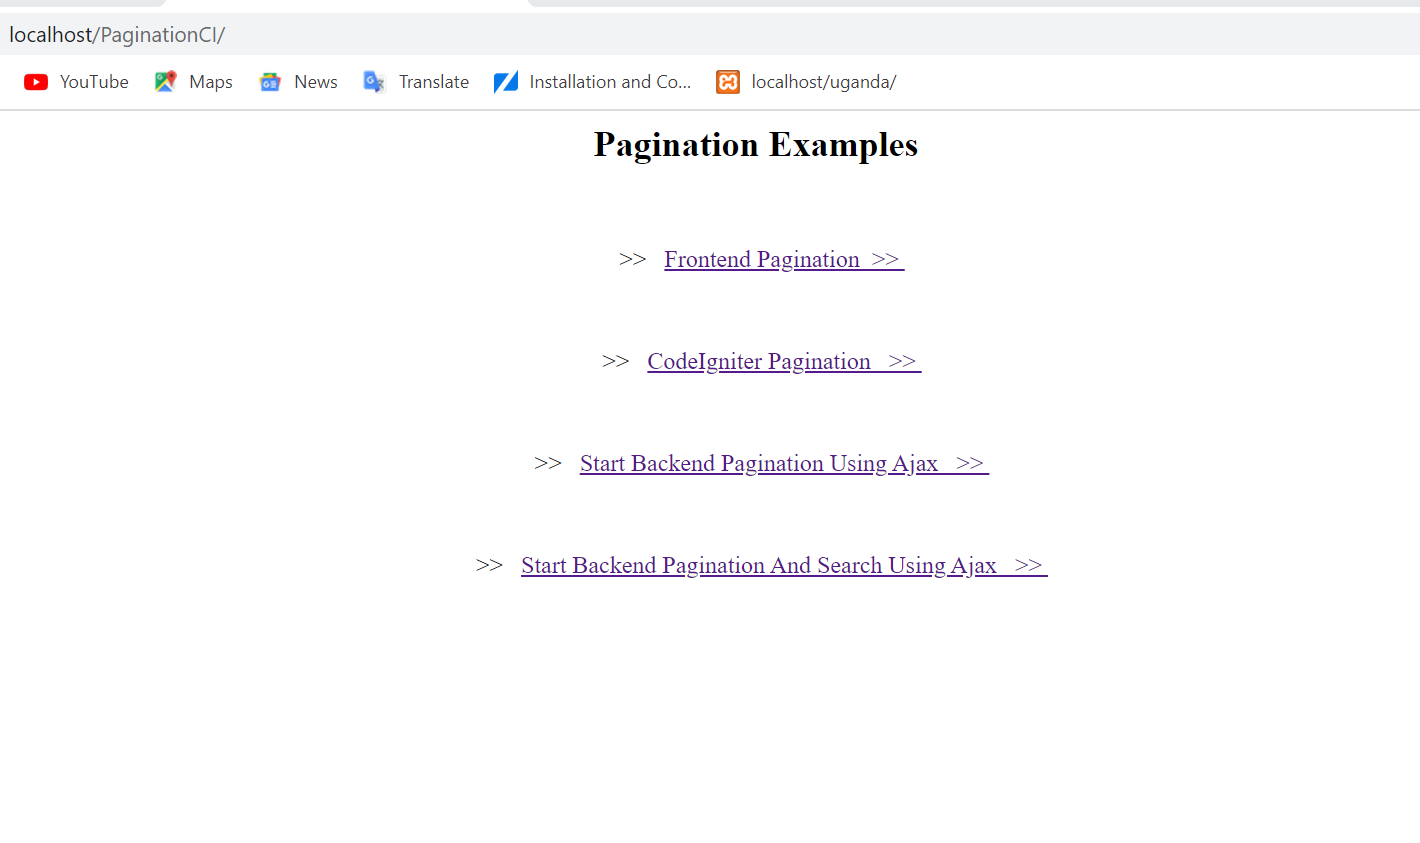 localhost/PaginationCI/
YouTube Maps News Translate Installation and Co... localhost/uganda/
Pagination Examples
>> Frontend Pagination >>
>> CodeIgniter Pagination >>
>> Start Backend Pagination Using Ajax >>
>> Start Backend Pagination And Search Using Ajax >>